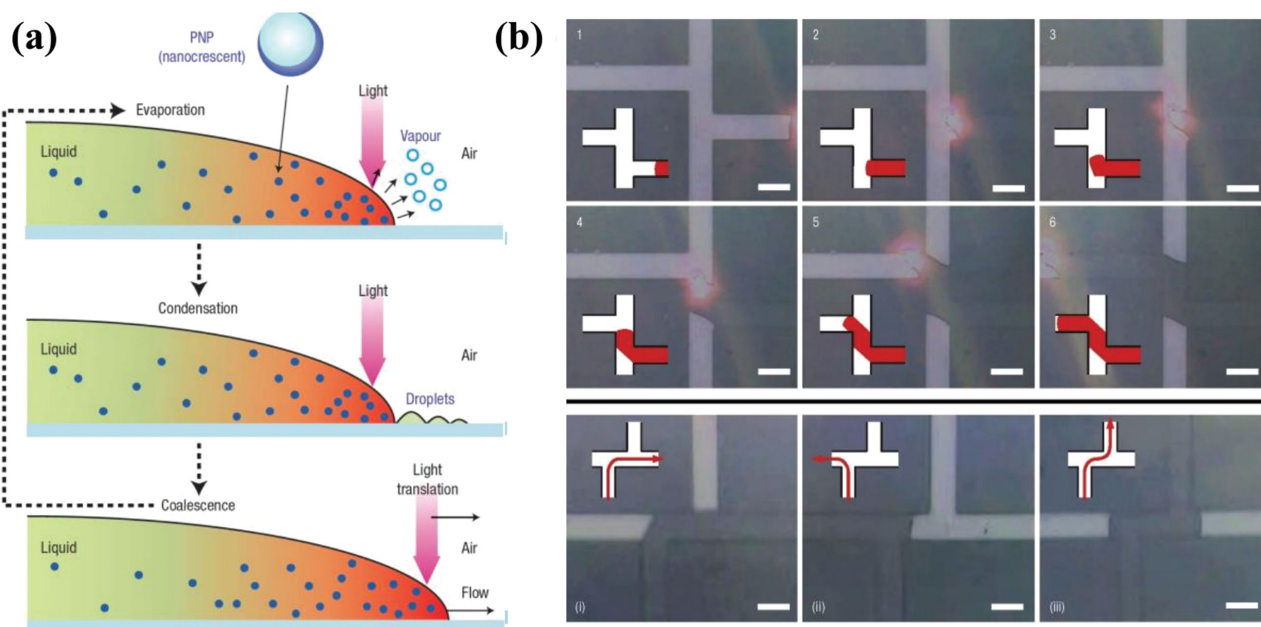 (a)
PNP
(nanocrescent)
Evaporation
Light
Vapour
Liquid
Air
Condensation
Light
Liquid
Air
Droplets
Light
translation
Coalescence
Liquid
Air
Flow
(b)
1
2
3
4
5
6
(i)
(ii)
(iii)